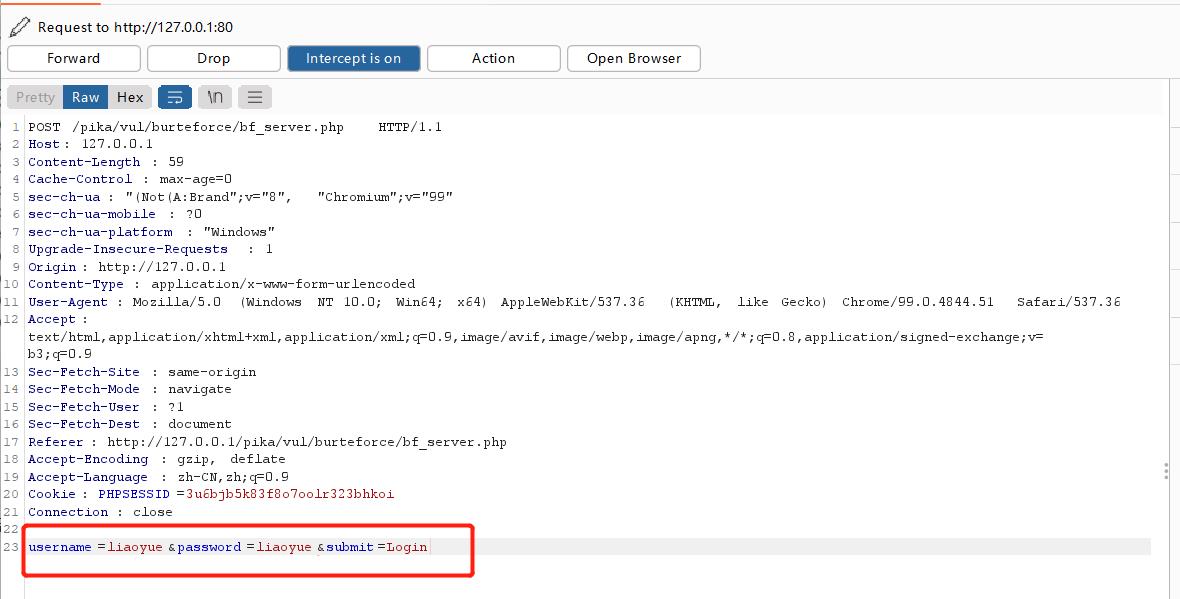 Request to http://127.0.0.1:80
Forward Drop Intercept is on Action Open Browser
Pretty Raw Hex \n
1 POST /pika/vul/burteforce/bf_server.php HTTP/1.1
2 Host: 127.0.0.1
3 Content-Length : 59
4 Cache-Control : max-age=0
5 sec-ch-ua : "(Not(A:Brand";v="8", "Chromium";v="99"
6 sec-ch-ua-mobile : ?0
7 sec-ch-ua-platform : "Windows"
8 Upgrade-Insecure-Requests : 1
9 Origin : http://127.0.0.1
10 Content-Type : application/x-www-form-urlencoded
11 User-Agent : Mozilla/5.0 (Windows NT 10.0; Win64; x64) AppleWebKit/537.36 (KHTML, like Gecko) Chrome/99.0.4844.51 Safari/537.36
12 Accept :
text/html,application/xhtml+xml,application/xml;q=0.9,image/avif,image/webp,image/apng,*/*;q=0.8,application/signed-exchange;v=
b3;q=0.9
13 Sec-Fetch-Site : same-origin
14 Sec-Fetch-Mode : navigate
15 Sec-Fetch-User : ?1
16 Sec-Fetch-Dest : document
17 Referer : http://127.0.0.1/pika/vul/burteforce/bf_server.php
18 Accept-Encoding : gzip, deflate
19 Accept-Language : zh-CN,zh;q=0.9
20 Cookie : PHPSESSID =3u6bjb5k83f8o7oolr323bhkoi
21 Connection : close
22
23 username =liaoyue &password =liaoyue &submit =Login